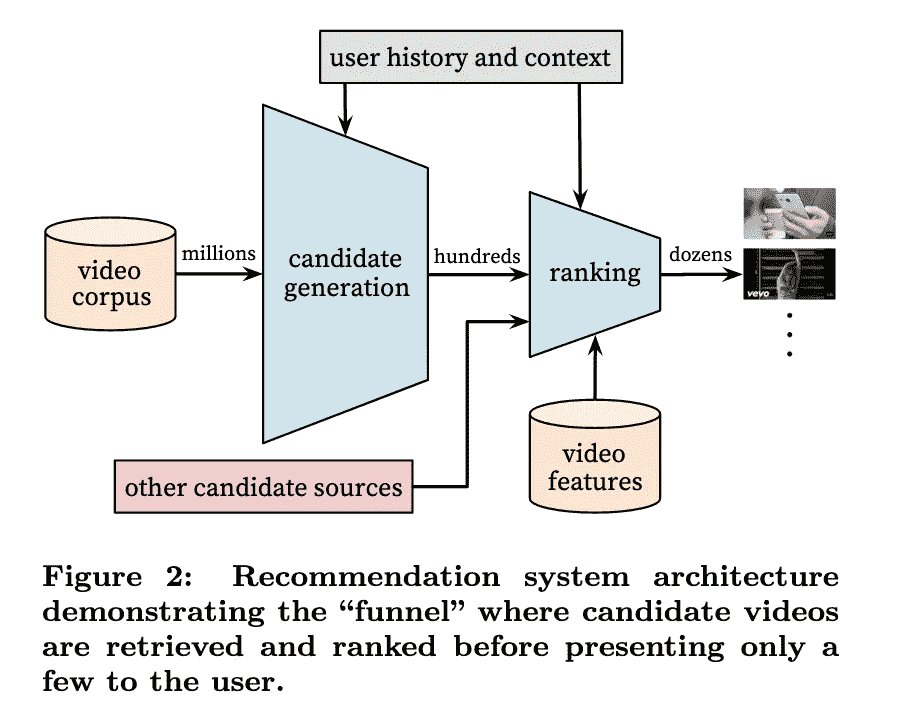 user history and context
millions
hundreds
dozens
video
corpus
candidate
generation
ranking
vevo
other candidate sources
video
features
Figure 2: Recommendation system architecture
demonstrating the “funnel” where candidate videos
are retrieved and ranked before presenting only a
few to the user.